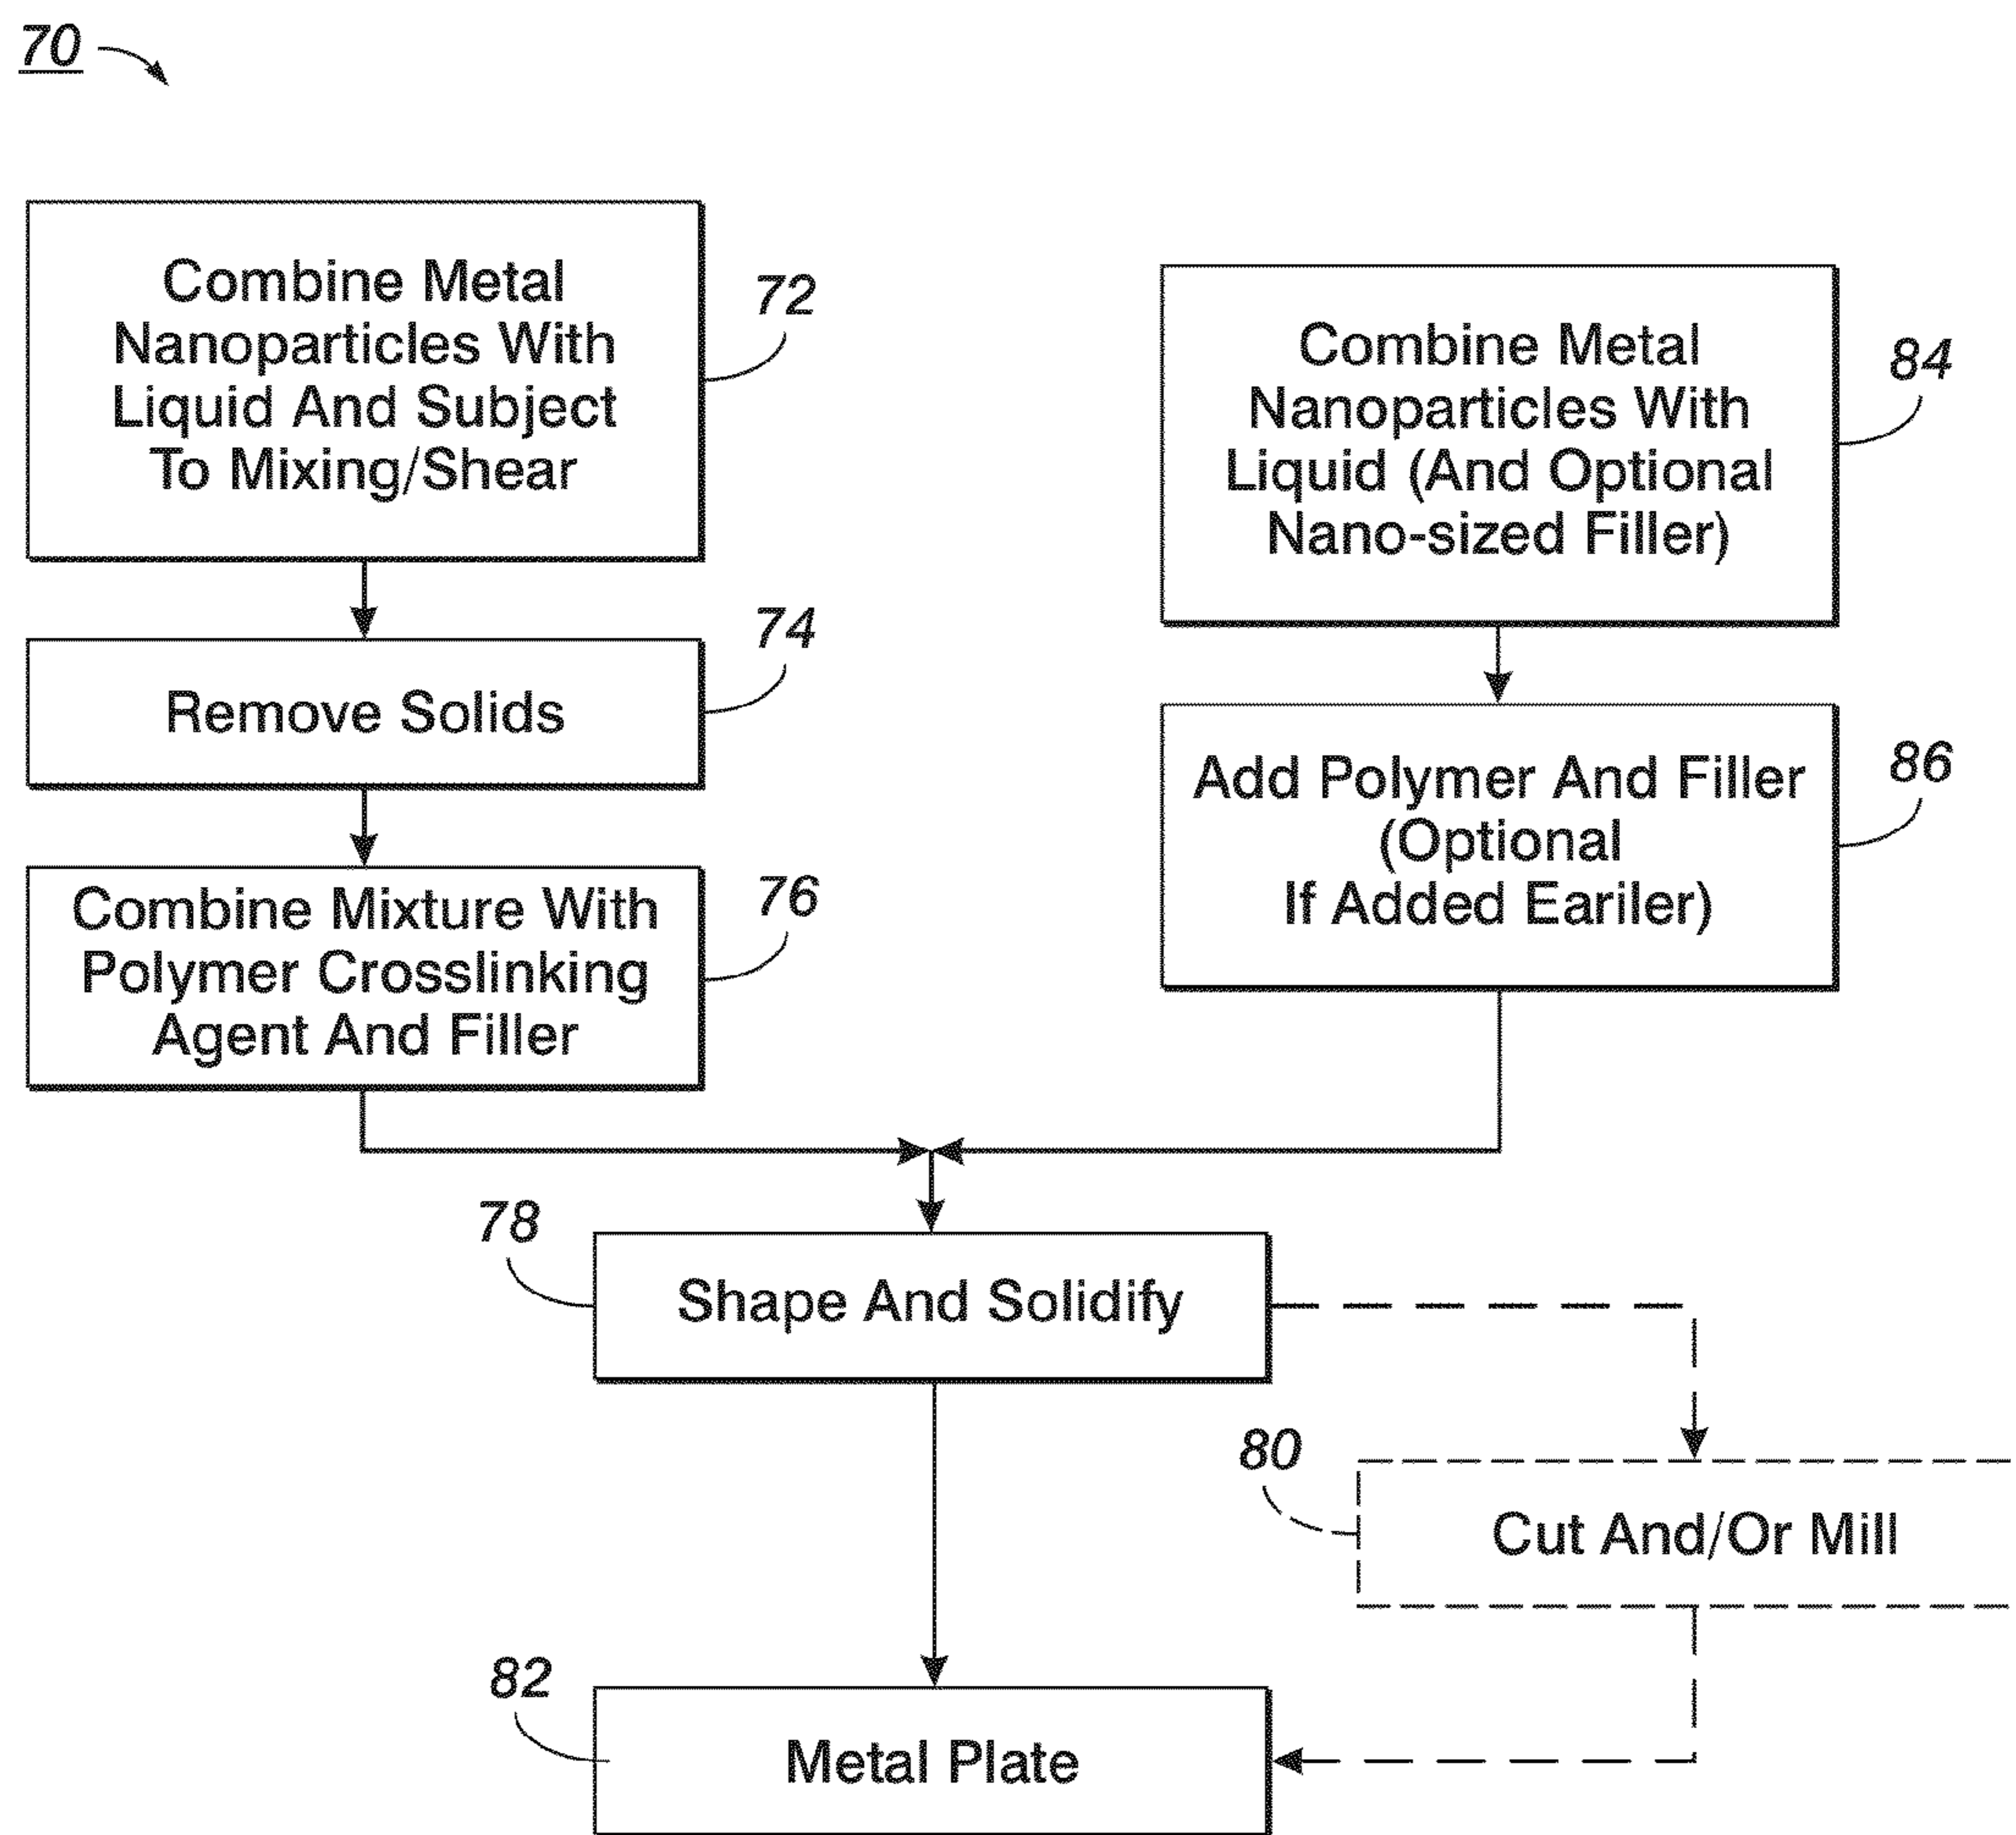 70
Combine Metal
Nanoparticles With
Liquid And Subject
To Mixing/Shear
72
Remove Solids
74
Combine Mixture With
Polymer Crosslinking
Agent And Filler
76
Combine Metal
Nanoparticles With
Liquid (And Optional
Nano-sized Filler)
84
Add Polymer And Filler
(Optional
If Added Eariler)
86
78
Shape And Solidify
80
Cut And/Or Mill
82
Metal Plate